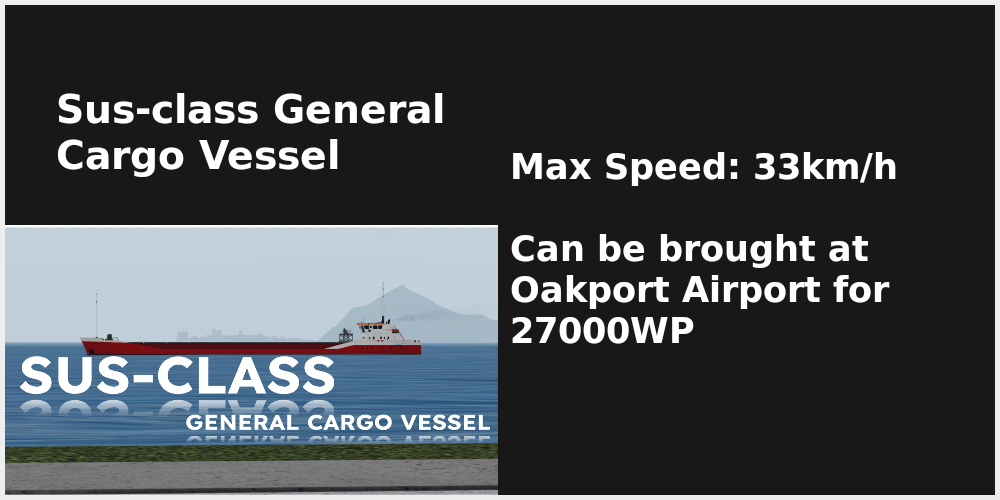 Sus-class General
Cargo Vessel
SUS-CLASS
GENERAL CARGO VESSEL
Max Speed: 33km/h
Can be brought at
Oakport Airport for
27000WP